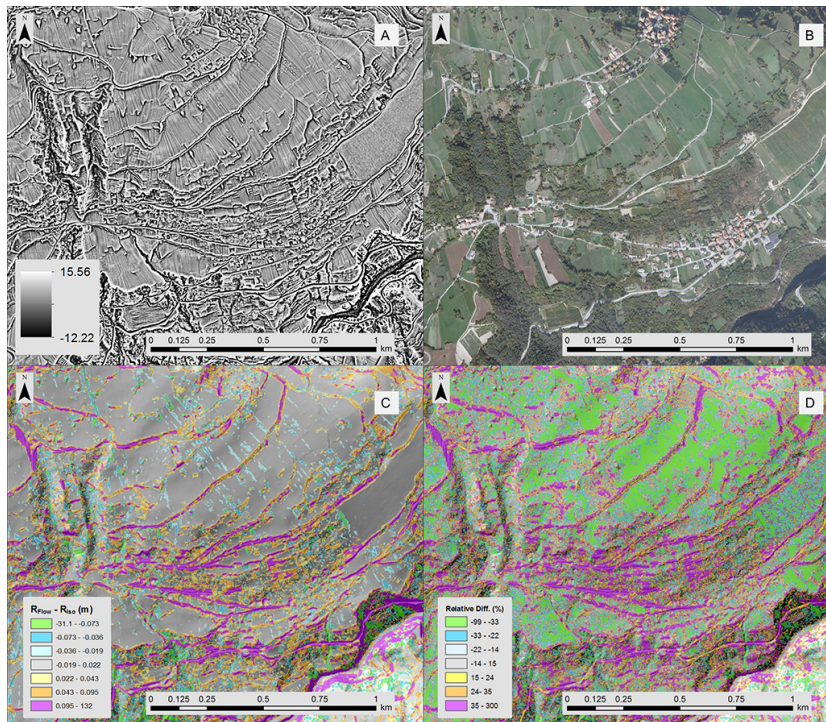 N
A
15.56
-12.22
0 0.125 0.25 0.5 0.75 1
km
N
B
0 0.125 0.25 0.5 0.75 1
km
N
C
RFlow - RIso (m)
-31.1 - -0.073
-0.073 - -0.036
-0.036 - -0.019
-0.019 - 0.022
0.022 - 0.043
0.043 - 0.095
0.095 - 132
0 0.125 0.25 0.5 0.75 1
km
N
D
Relative Diff. (%)
-99 - -33
-33 - -22
-22 - -14
-14 - 15
15 - 24
24- 35
35 - 300
0 0.125 0.25 0.5 0.75 1
km